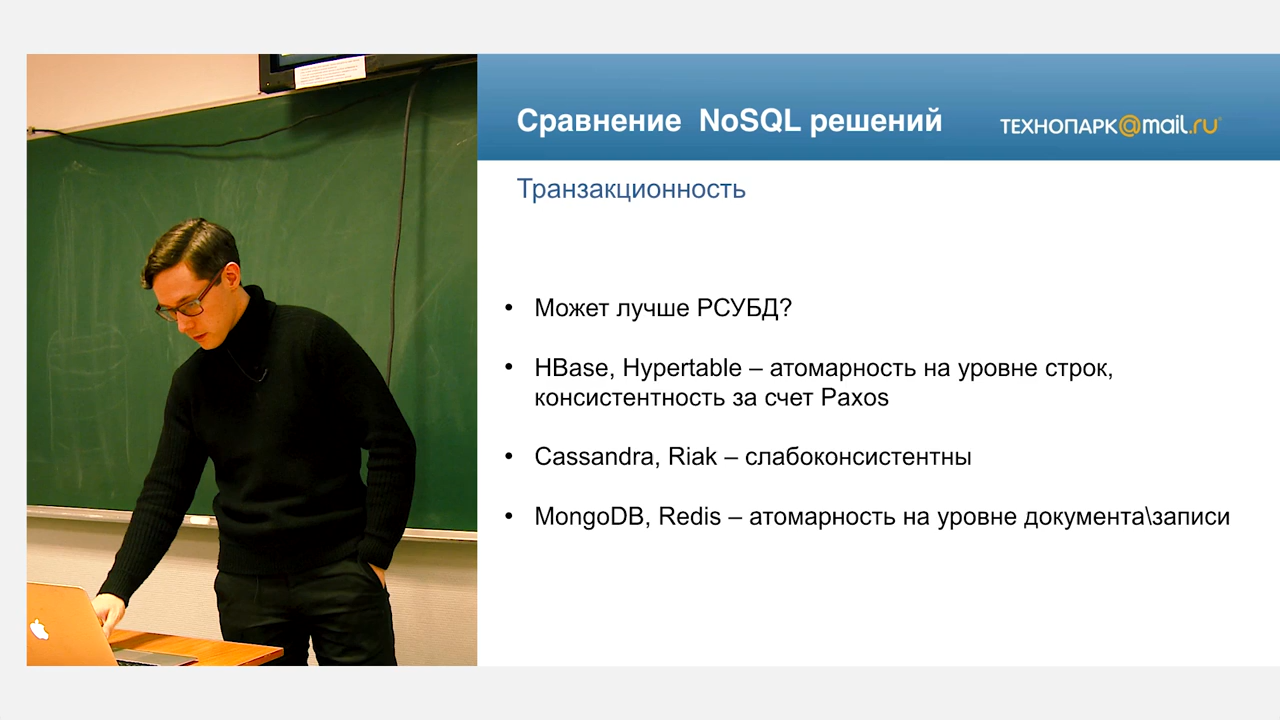 Сравнение NoSQL решений
ТЕХНОПАРК@mail.ru
Транзакционность
• Может лучше РСУБД?
• HBase, Hypertable – атомарность на уровне строк,
консистентность за счет Paxos
• Cassandra, Riak – слабоконсистентны
• MongoDB, Redis – атомарность на уровне документа\записи